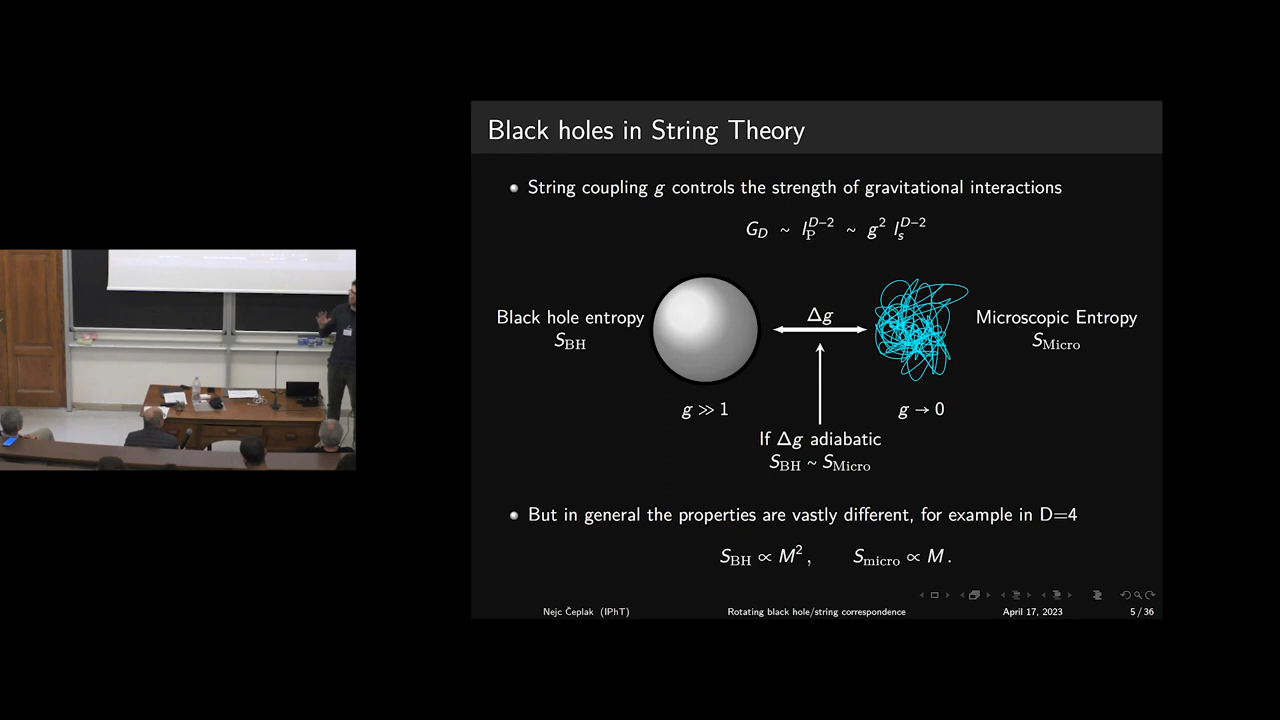 Black holes in String Theory
String coupling g controls the strength of gravitational interactions
G_D ~ l_P^{D−2} ~ g^2 l_s^{D−2}
Black hole entropy
S_BH
Δg
Microscopic Entropy
S_Micro
g ≫ 1
g → 0
If Δg adiabatic
S_BH ~ S_Micro
But in general the properties are vastly different, for example in D=4
S_BH ∝ M^2 , S_micro ∝ M .
Nejc Čeplak (IPhT) Rotating black hole/string correspondence April 17, 2023 5 / 36